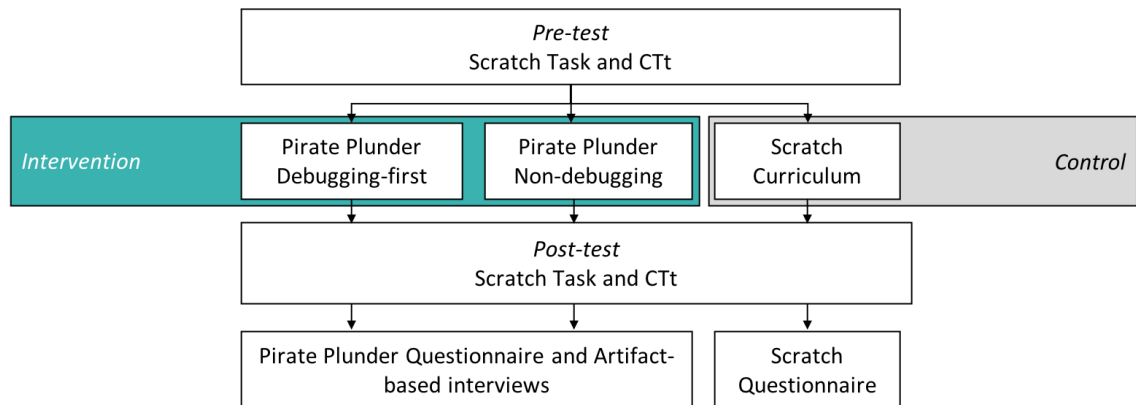 Pre-test
Scratch Task and CTt
Intervention
Pirate Plunder
Debugging-first
Pirate Plunder
Non-debugging
Scratch
Curriculum
Control
Post-test
Scratch Task and CTt
Pirate Plunder Questionnaire and Artifact-
based interviews
Scratch
Questionnaire